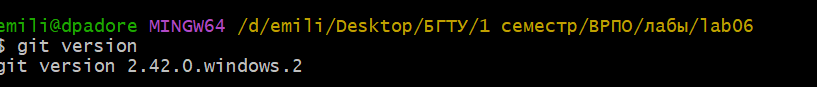 emili@dpadore MINGW64 /d/emili/Desktop/БГТУ/1 семестр/ВРПО/лабы/lab06
$ git version
git version 2.42.0.windows.2